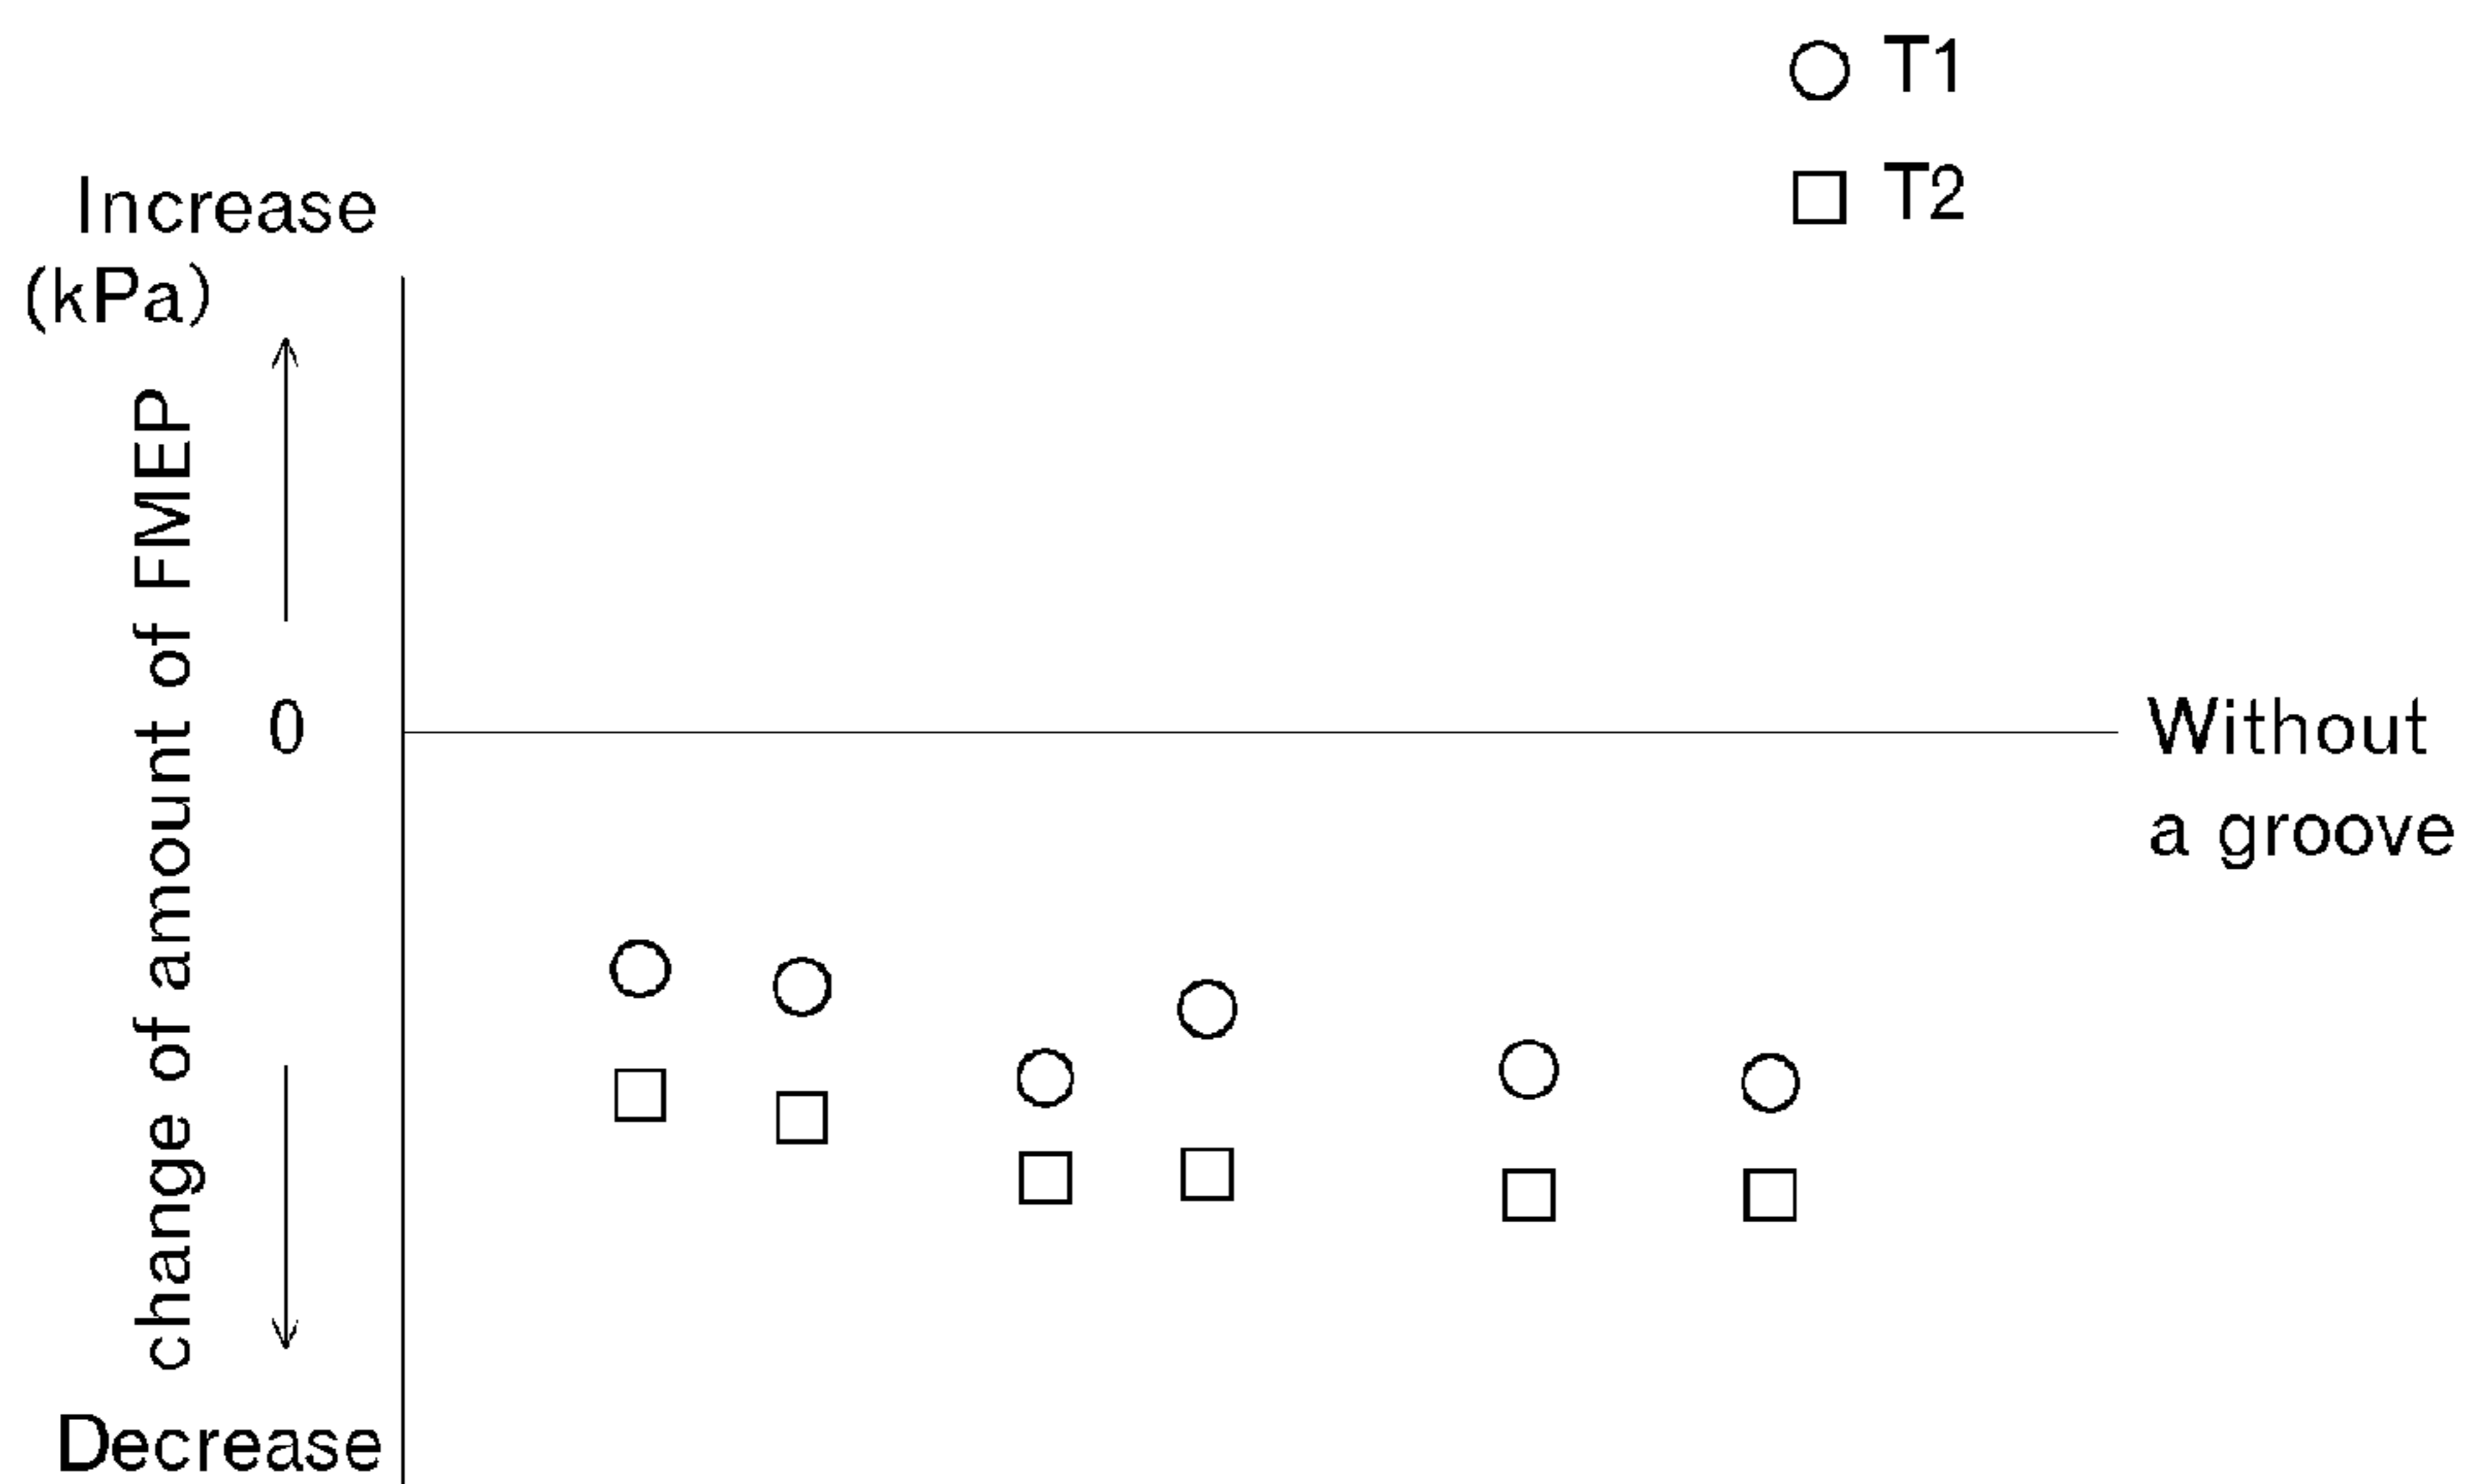 T1
T2
Increase
(kPa)
change of amount of FMEP
0
Without
a groove
Decrease